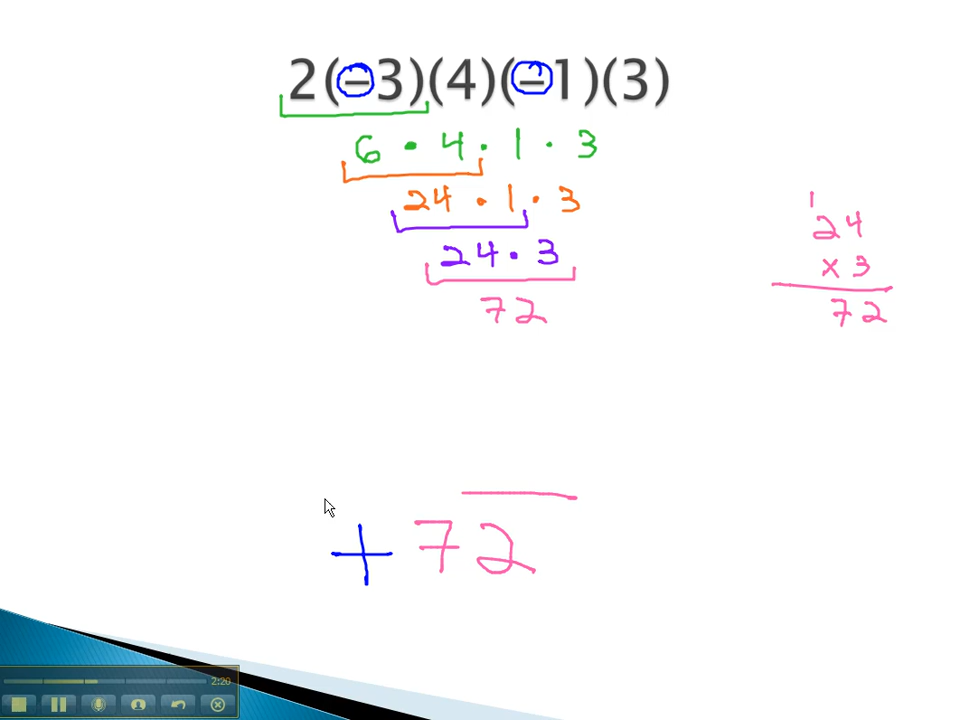 2(−3)(4)(−1)(3)
6 • 4 • 1 • 3
24 • 1 • 3
24 • 3
72
1
24
x 3
72
+ 72
2:20